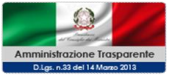 Amministrazione Trasparente
D.Lgs. n.33 del 14 Marzo 2013